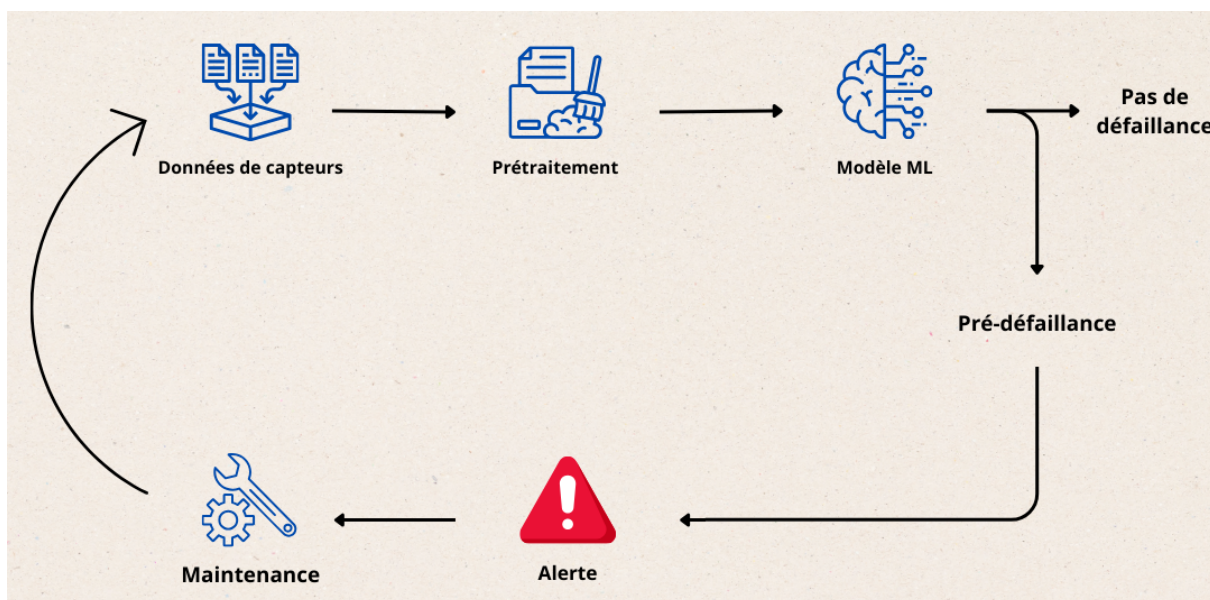 Données de capteurs
Prétraitement
Modèle ML
Pas de
défaillance
Pré-défaillance
Maintenance
Alerte